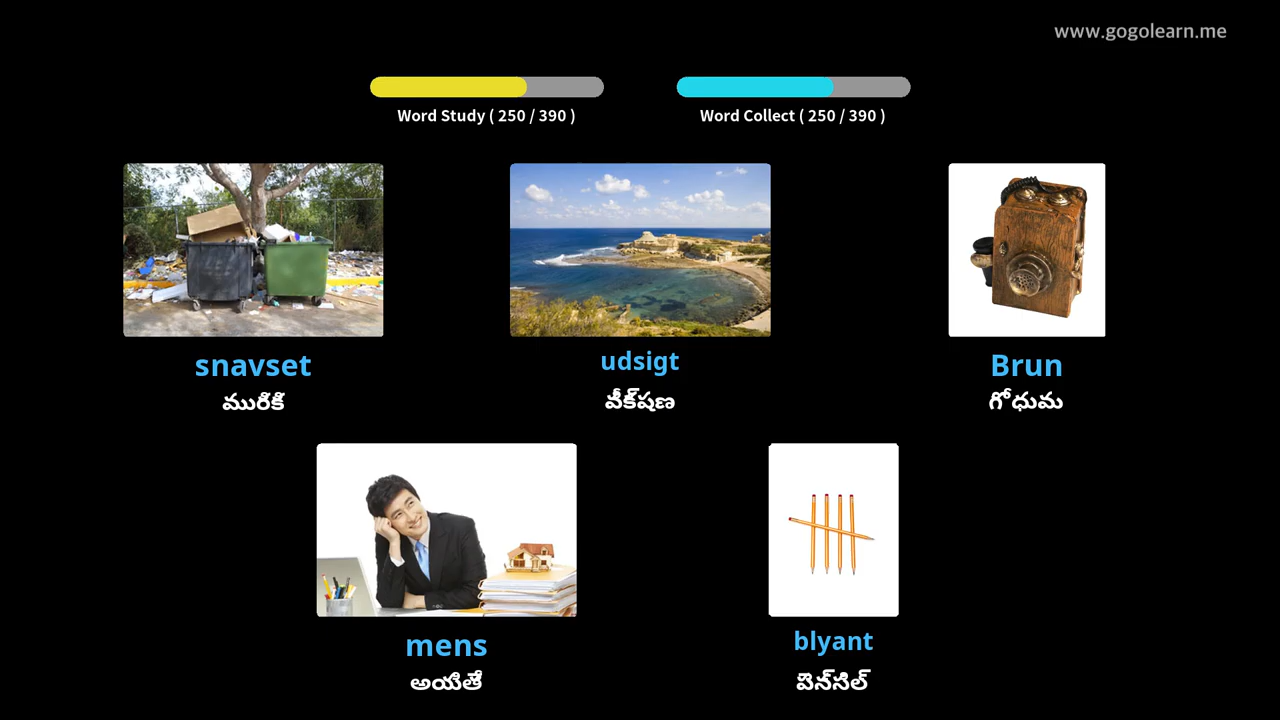 www.gogolearn.me
Word Study ( 250 / 390 )
Word Collect ( 250 / 390 )
snavset
udsigt
Brun
మురికి
వీక్షణ
గోధుమ
mens
blyant
అయితే
పెన్సిల్